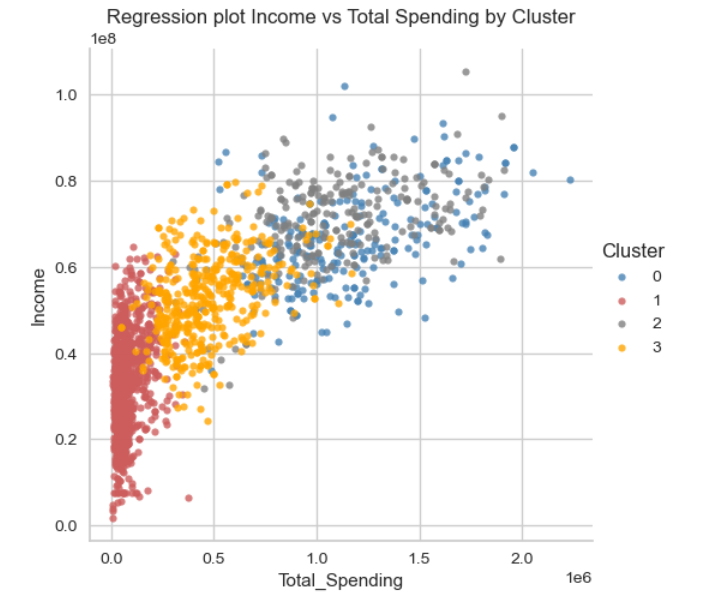 Regression plot Income vs Total Spending by Cluster
1e8
1.0
0.8
0.6
0.4
0.2
0.0
Income
0.0 0.5 1.0 1.5 2.0
Total_Spending
1e6
Cluster
0
1
2
3